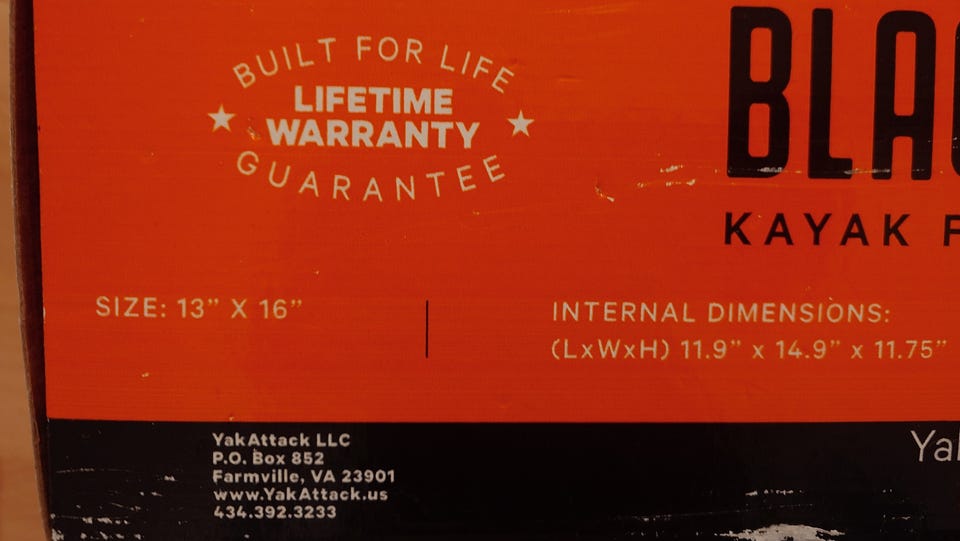 BUILT FOR LIFE
LIFETIME
WARRANTY
GUARANTEE
KAYAK
SIZE: 13” X 16”
INTERNAL DIMENSIONS:
(LxWxH) 11.9” x 14.9” x 11.75”
YakAttack LLC
P.O. Box 852
Farmville, VA 23901
www.YakAttack.us
434.392.3233